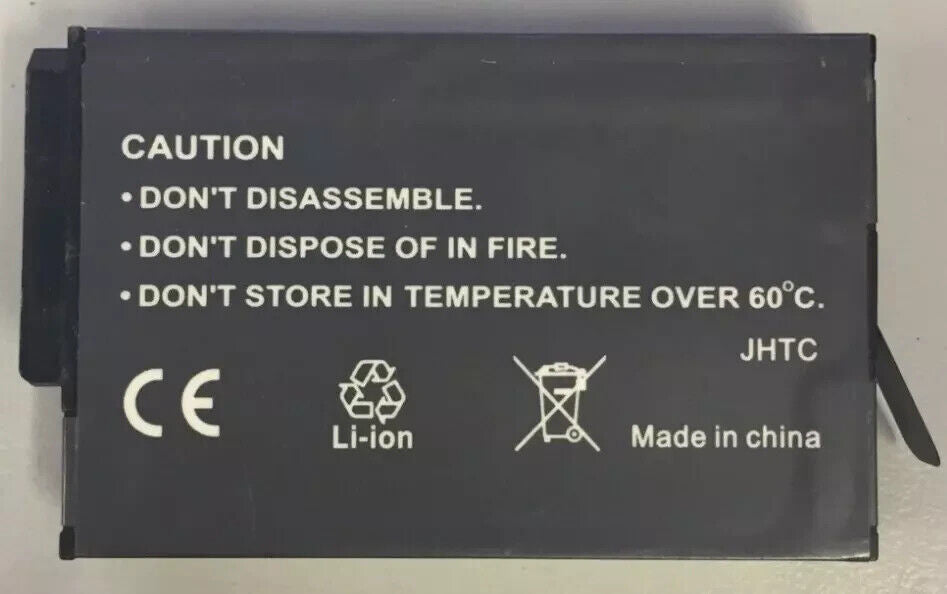 CAUTION
• DON'T DISASSEMBLE.
• DON'T DISPOSE OF IN FIRE.
• DON'T STORE IN TEMPERATURE OVER 60°C.
JHTC
CE
Li-ion
Made in china